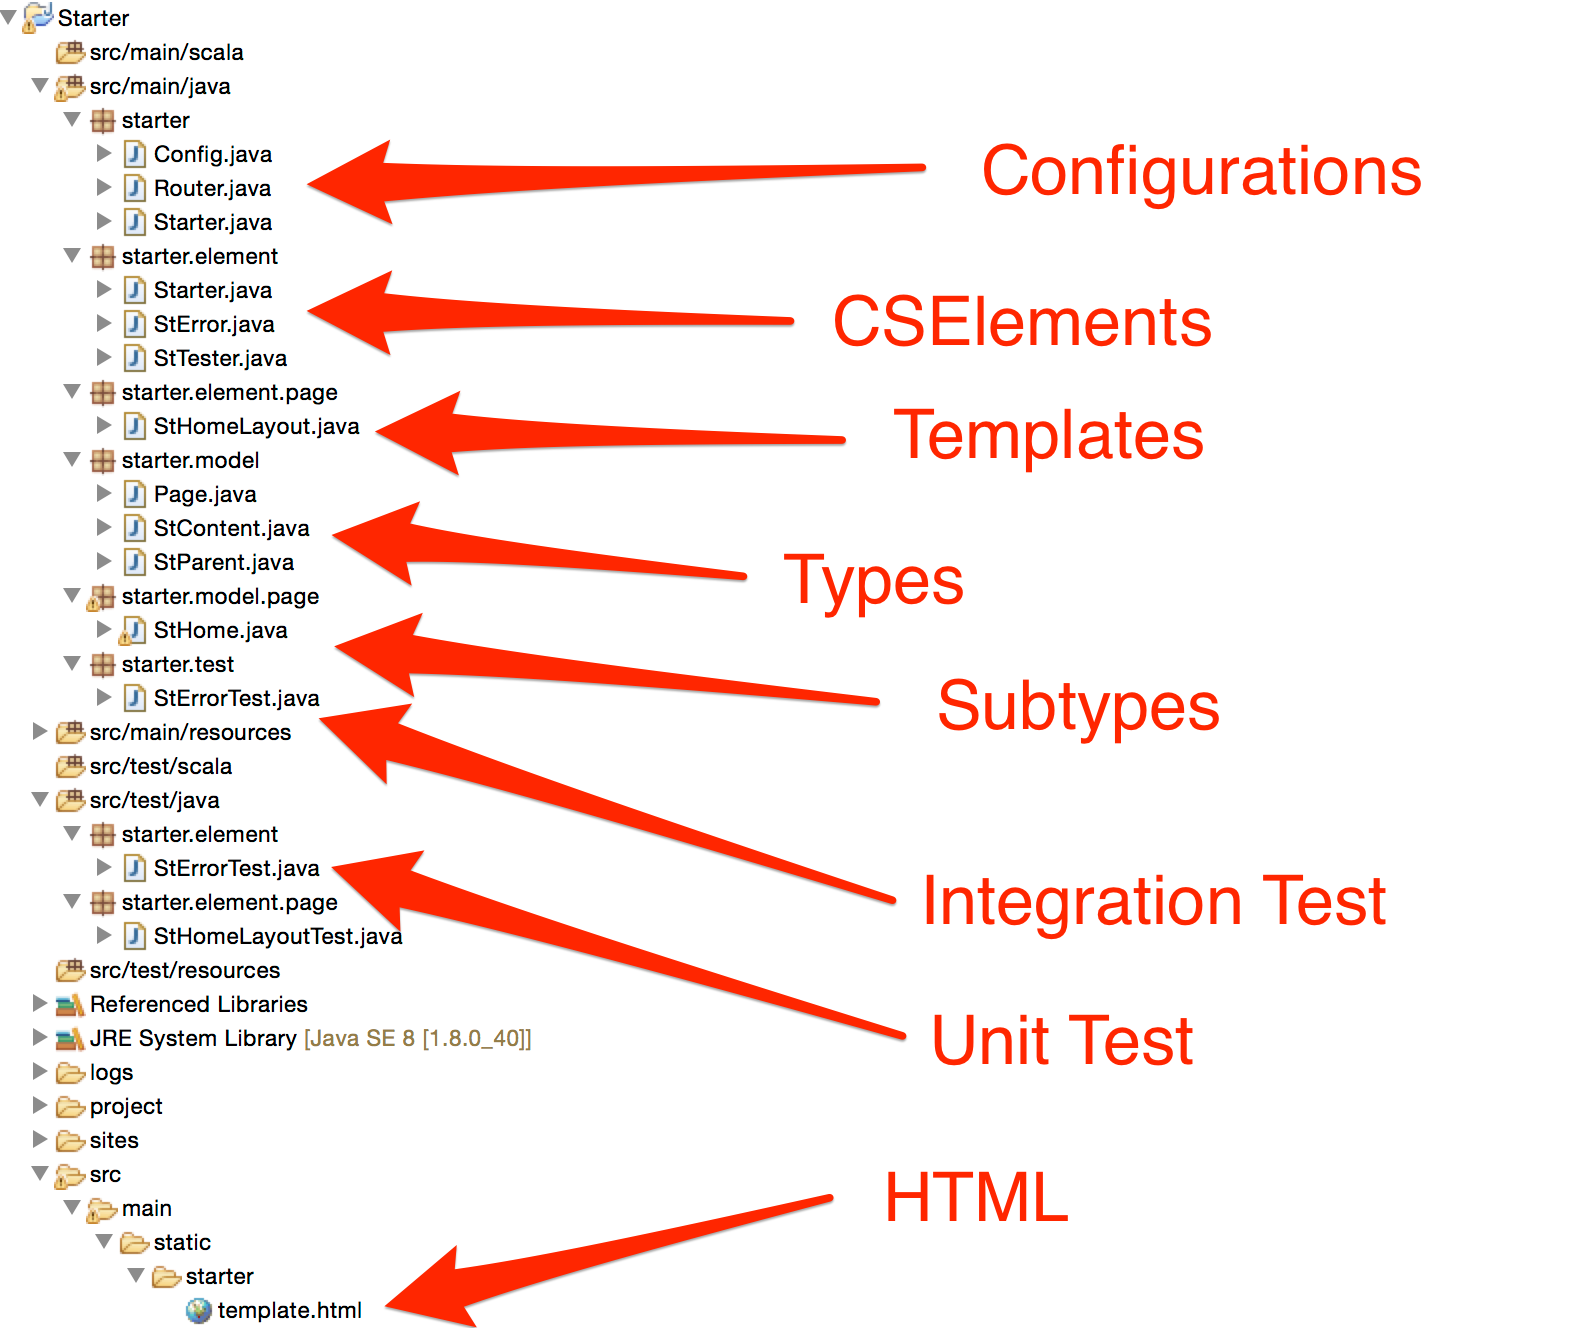 Starter
src/main/scala
src/main/java
starter
Config.java
Configurations
Router.java
Starter.java
starter.element
Starter.java
StError.java
CSElements
StTester.java
starter.element.page
StHomeLayout.java
Templates
starter.model
Page.java
StContent.java
StParent.java
Types
starter.model.page
StHome.java
starter.test
StErrorTest.java
Subtypes
src/main/resources
src/test/scala
src/test/java
starter.element
StErrorTest.java
starter.element.page
Integration Test
StHomeLayoutTest.java
src/test/resources
Referenced Libraries
JRE System Library [Java SE 8 [1.8.0_40]]
Unit Test
logs
project
sites
src
main
HTML
static
starter
template.html